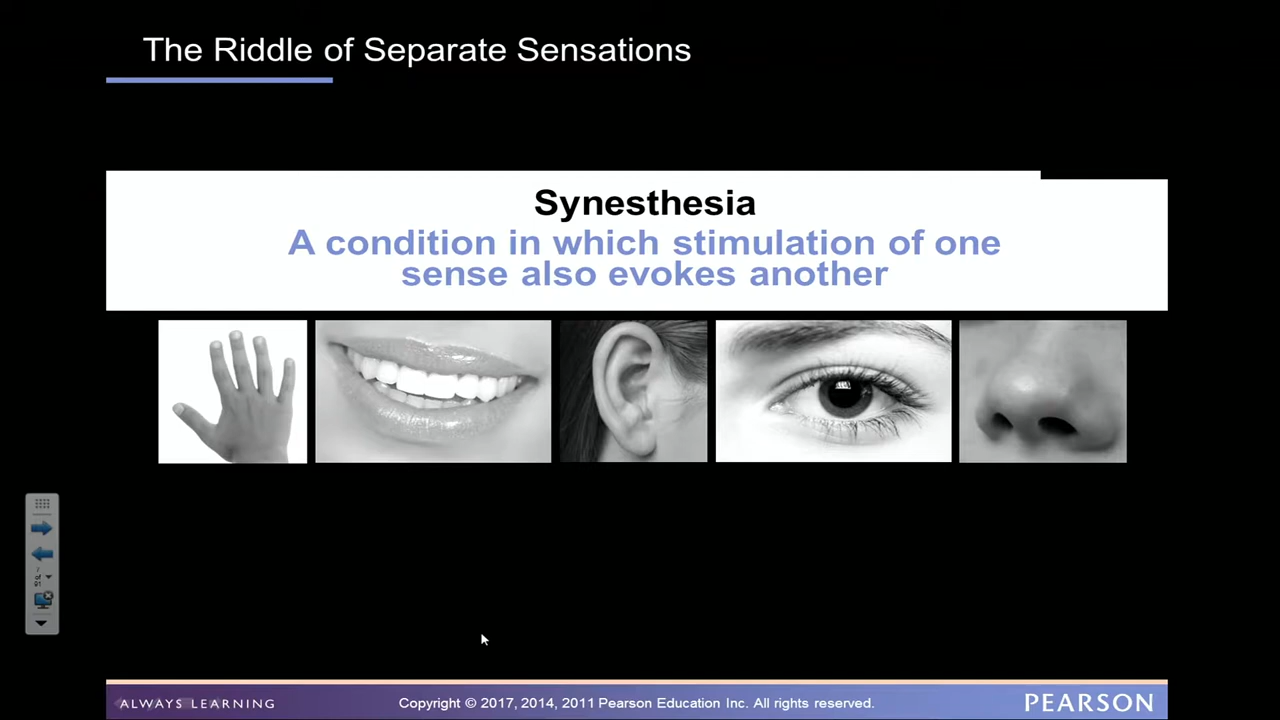 The Riddle of Separate Sensations
Synesthesia
A condition in which stimulation of one
sense also evokes another
ALWAYS LEARNING
Copyright © 2017, 2014, 2011 Pearson Education Inc. All rights reserved.
PEARSON